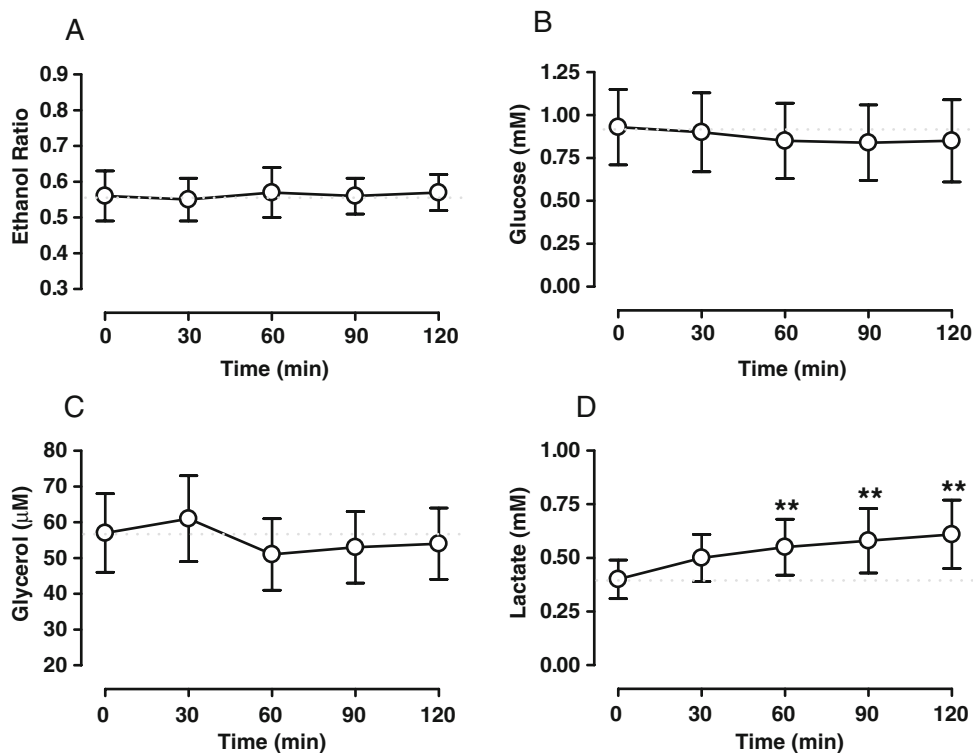 A
Ethanol Ratio
0.9
0.8
0.7
0.6
0.5
0.4
0.3
0 30 60 90 120
Time (min)
B
Glucose (mM)
1.25
1.00
0.75
0.50
0.25
0.00
0 30 60 90 120
Time (min)
C
Glycerol (μM)
80
70
60
50
40
30
20
0 30 60 90 120
Time (min)
D
Lactate (mM)
1.00
0.75
0.50
0.25
0.00
** ** **
0 30 60 90 120
Time (min)